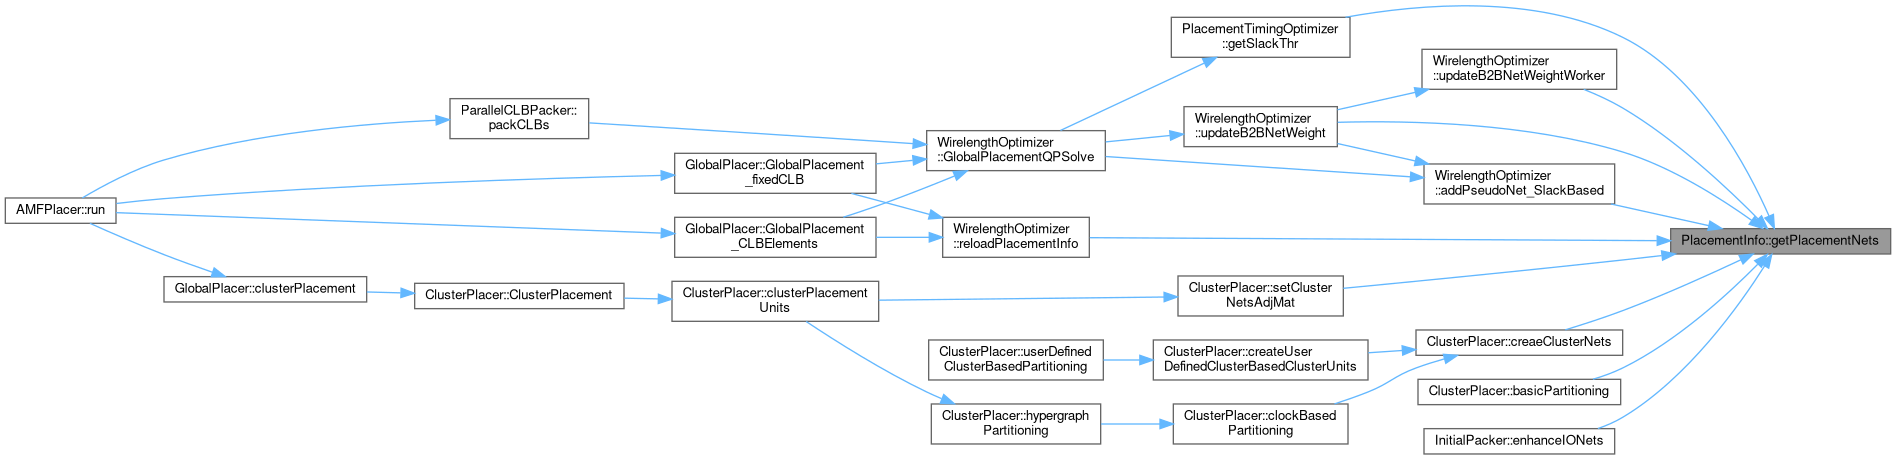 PlacementTimingOptimizer
::getSlackThr
WirelengthOptimizer
::updateB2BNetWeightWorker
ParallelCLBPacker::
packCLBs
WirelengthOptimizer
::updateB2BNetWeight
WirelengthOptimizer
::GlobalPlacementQPSolve
GlobalPlacer::GlobalPlacement
_fixedCLB
WirelengthOptimizer
::addPseudoNet_SlackBased
AMFPlacer::run
GlobalPlacer::GlobalPlacement
_CLBElements
WirelengthOptimizer
::reloadPlacementInfo
PlacementInfo::getPlacementNets
GlobalPlacer::clusterPlacement
ClusterPlacer::ClusterPlacement
ClusterPlacer::clusterPlacement
Units
ClusterPlacer::setCluster
NetsAdjMat
ClusterPlacer::creaeClusterNets
ClusterPlacer::userDefined
ClusterBasedPartitioning
ClusterPlacer::createUser
DefinedClusterBasedClusterUnits
ClusterPlacer::basicPartitioning
ClusterPlacer::hypergraph
Partitioning
ClusterPlacer::clockBased
Partitioning
InitialPacker::enhanceIONets